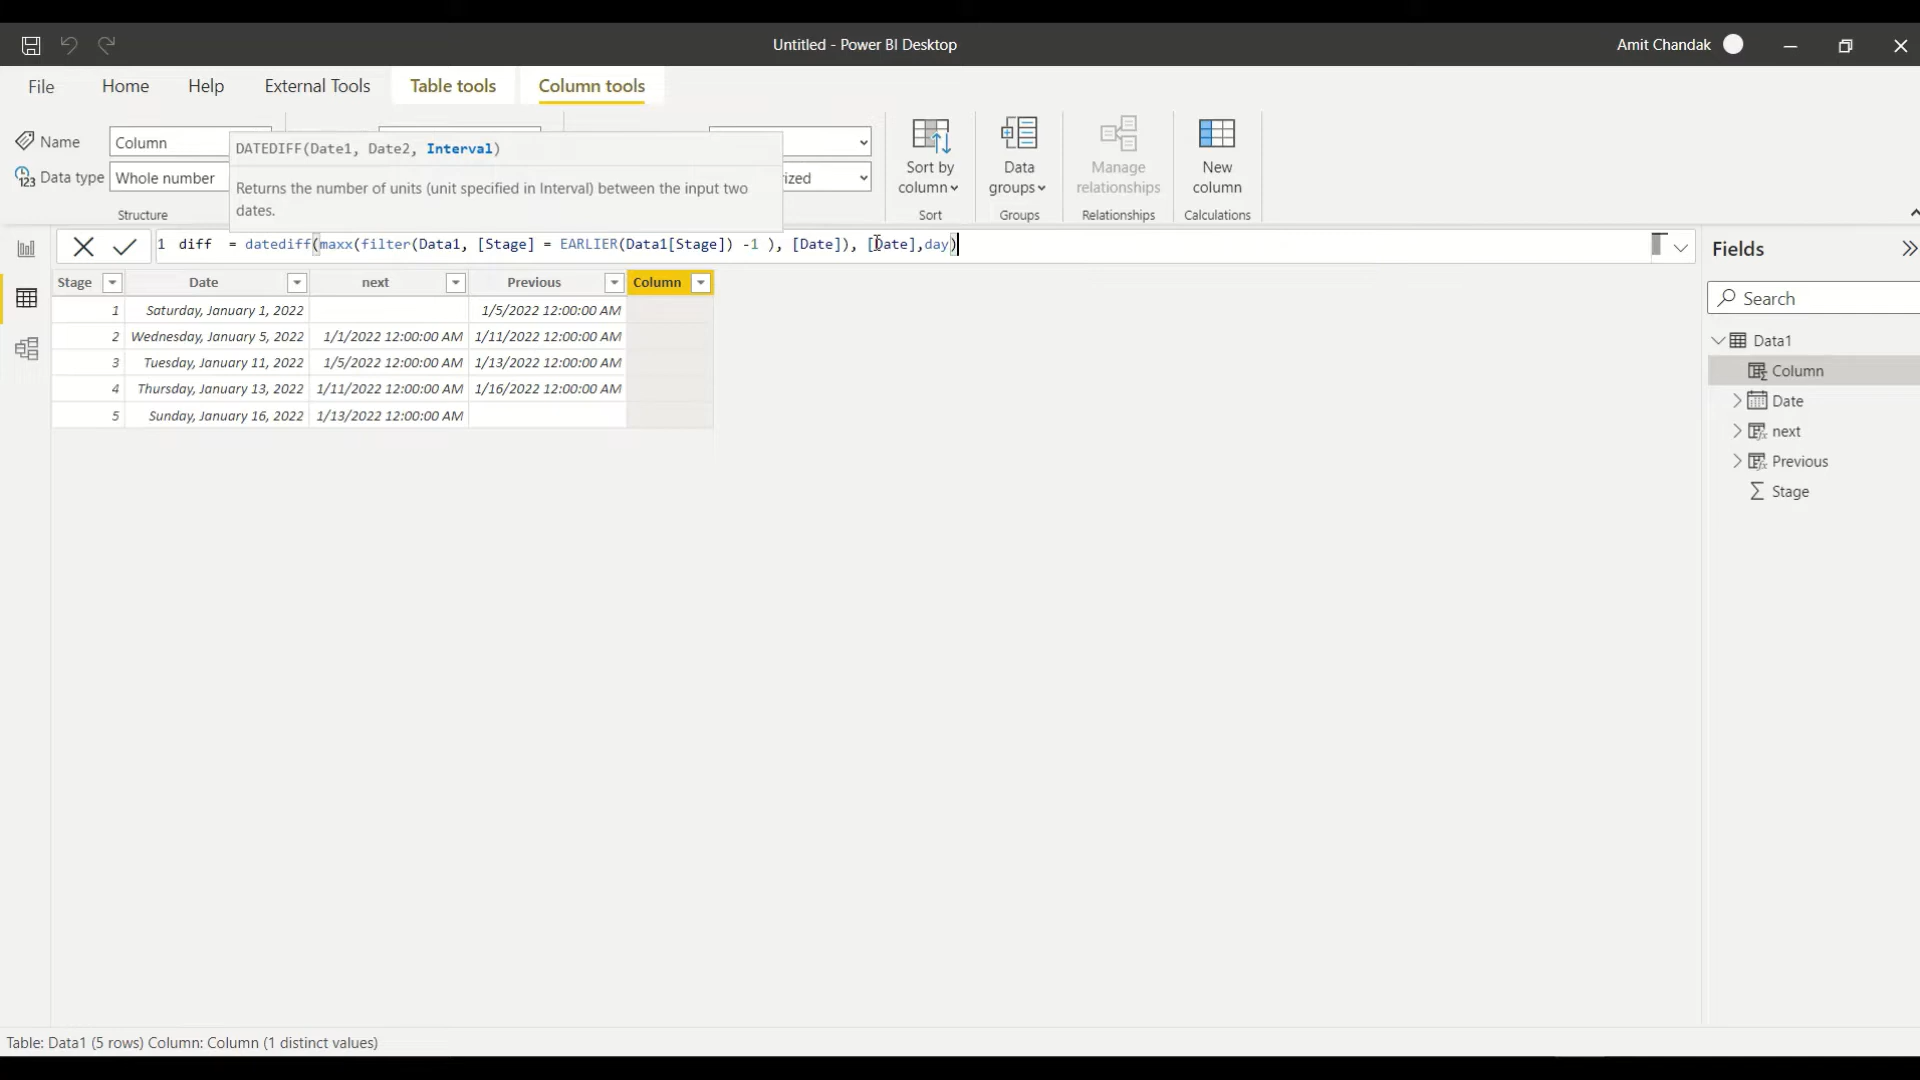 Untitled - Power BI Desktop
Amit Chandak
File Home Help External Tools Table tools Column tools
Name Column
Data type Whole number
DATEDIFF(Date1, Date2, Interval)
Returns the number of units (unit specified in Interval) between the input two
dates.
rized
Structure
Sort by
column
Sort
Data
groups
Groups
Manage
relationships
Relationships
New
column
Calculations
1 diff = datediff(maxx(filter(Data1, [Stage] = EARLIER(Data1[Stage]) -1 ), [Date]), [Date],day)
Stage Date next Previous Column
1 Saturday, January 1, 2022 1/5/2022 12:00:00 AM
2 Wednesday, January 5, 2022 1/1/2022 12:00:00 AM 1/11/2022 12:00:00 AM
3 Tuesday, January 11, 2022 1/5/2022 12:00:00 AM 1/13/2022 12:00:00 AM
4 Thursday, January 13, 2022 1/11/2022 12:00:00 AM 1/16/2022 12:00:00 AM
5 Sunday, January 16, 2022 1/13/2022 12:00:00 AM
Fields
Search
Data1
Column
Date
next
Previous
Stage
Table: Data1 (5 rows) Column: Column (1 distinct values)